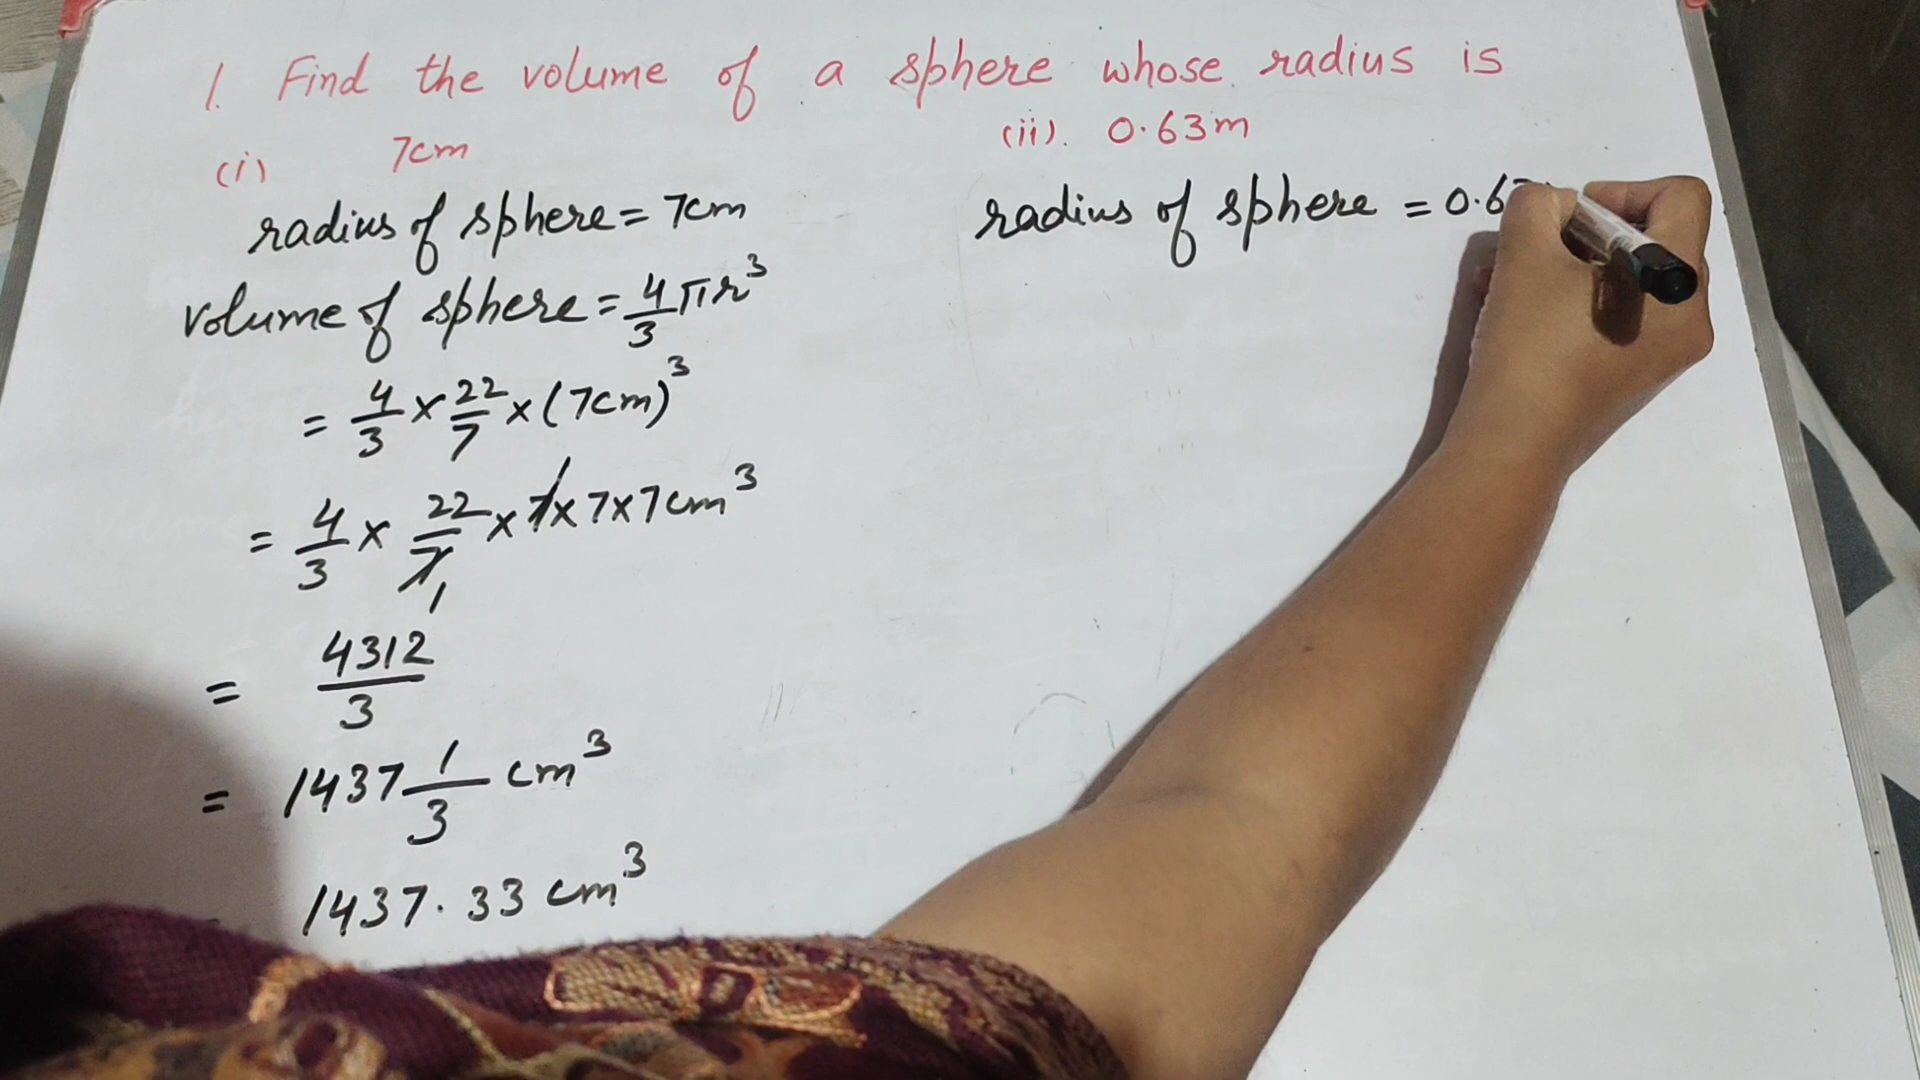 1. Find the volume of a sphere whose radius is
(i) 7cm
(ii). 0.63m
radius of sphere = 7cm
volume of sphere = 4/3 πr³
= 4/3 × 22/7 × (7cm)³
= 4/3 × 22/7 1 × 7 1 × 7 × 7 cm³
= 4312/3
= 1437 1/3 cm³
1437.33 cm³
radius of sphere = 0.6